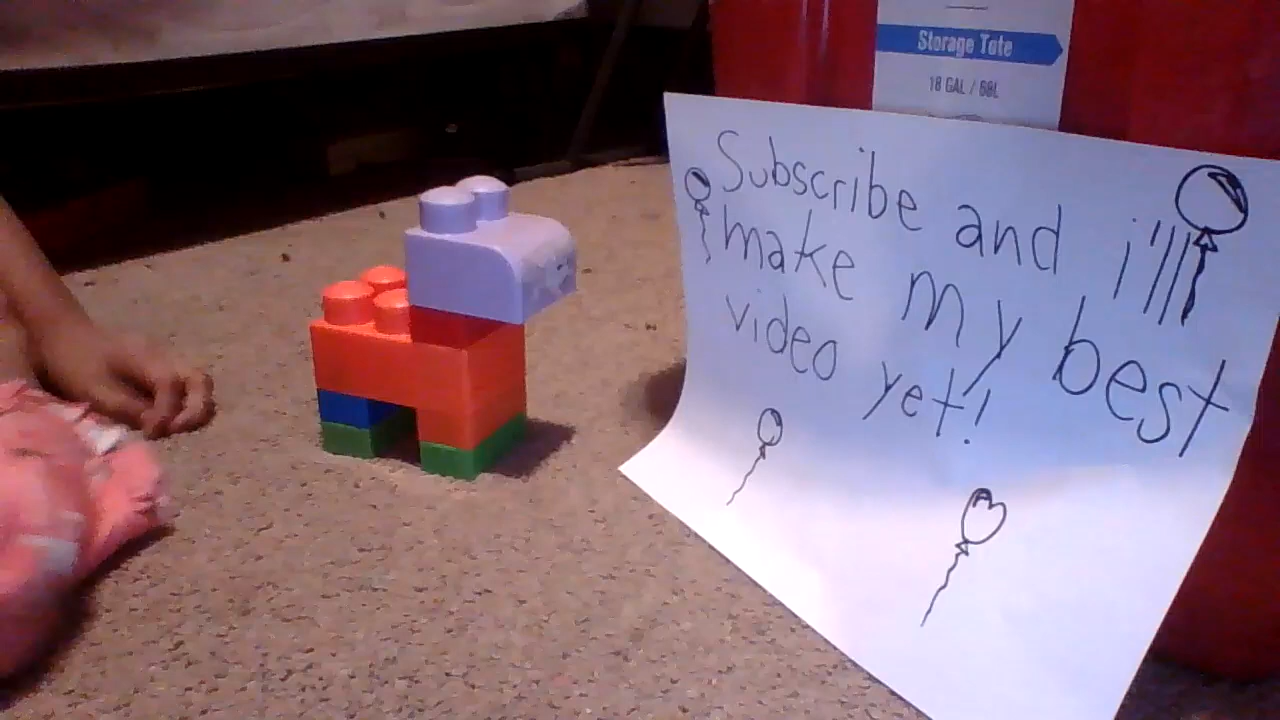 Storage Tote
18 GAL / 68L
Subscribe and i'll
make my best
video yet!